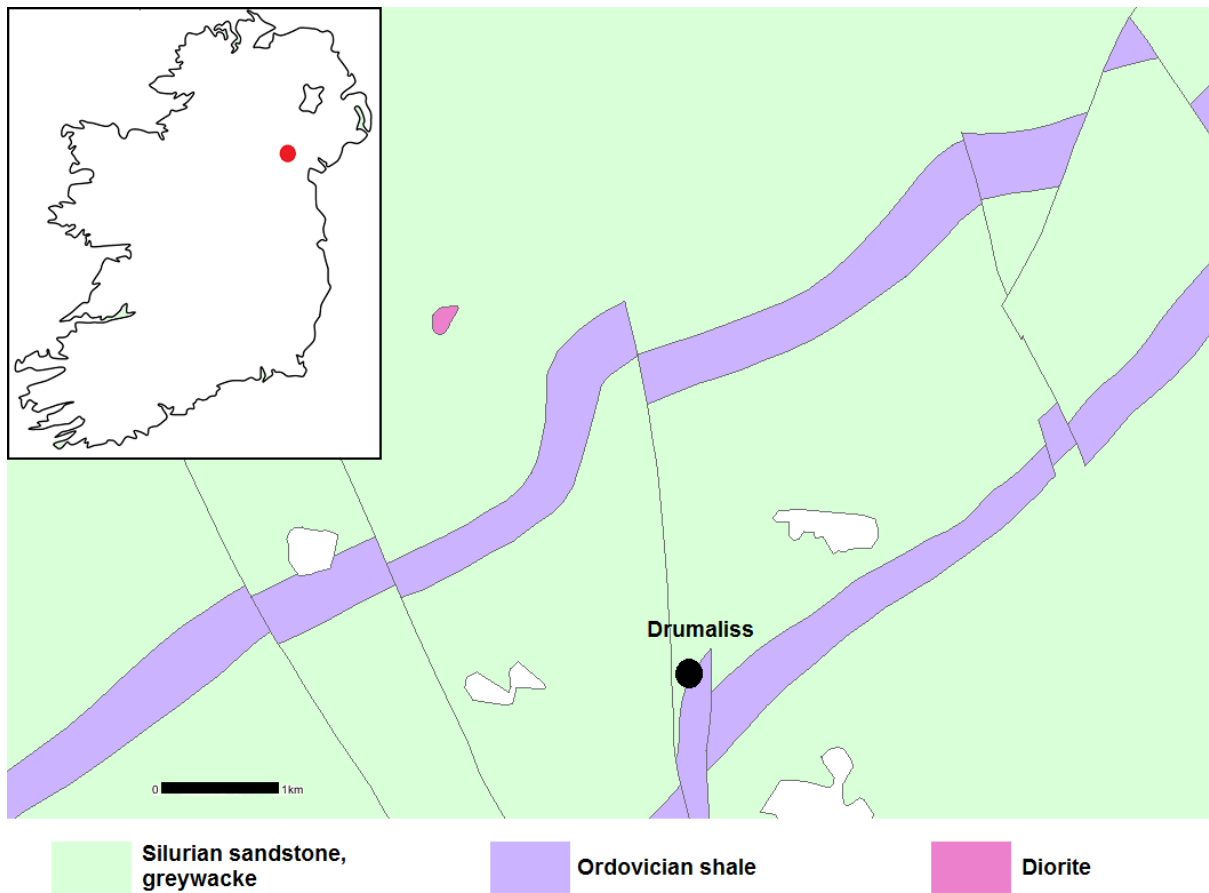 Drumaliss
0 1km
Silurian sandstone,
greywacke
Ordovician shale
Diorite